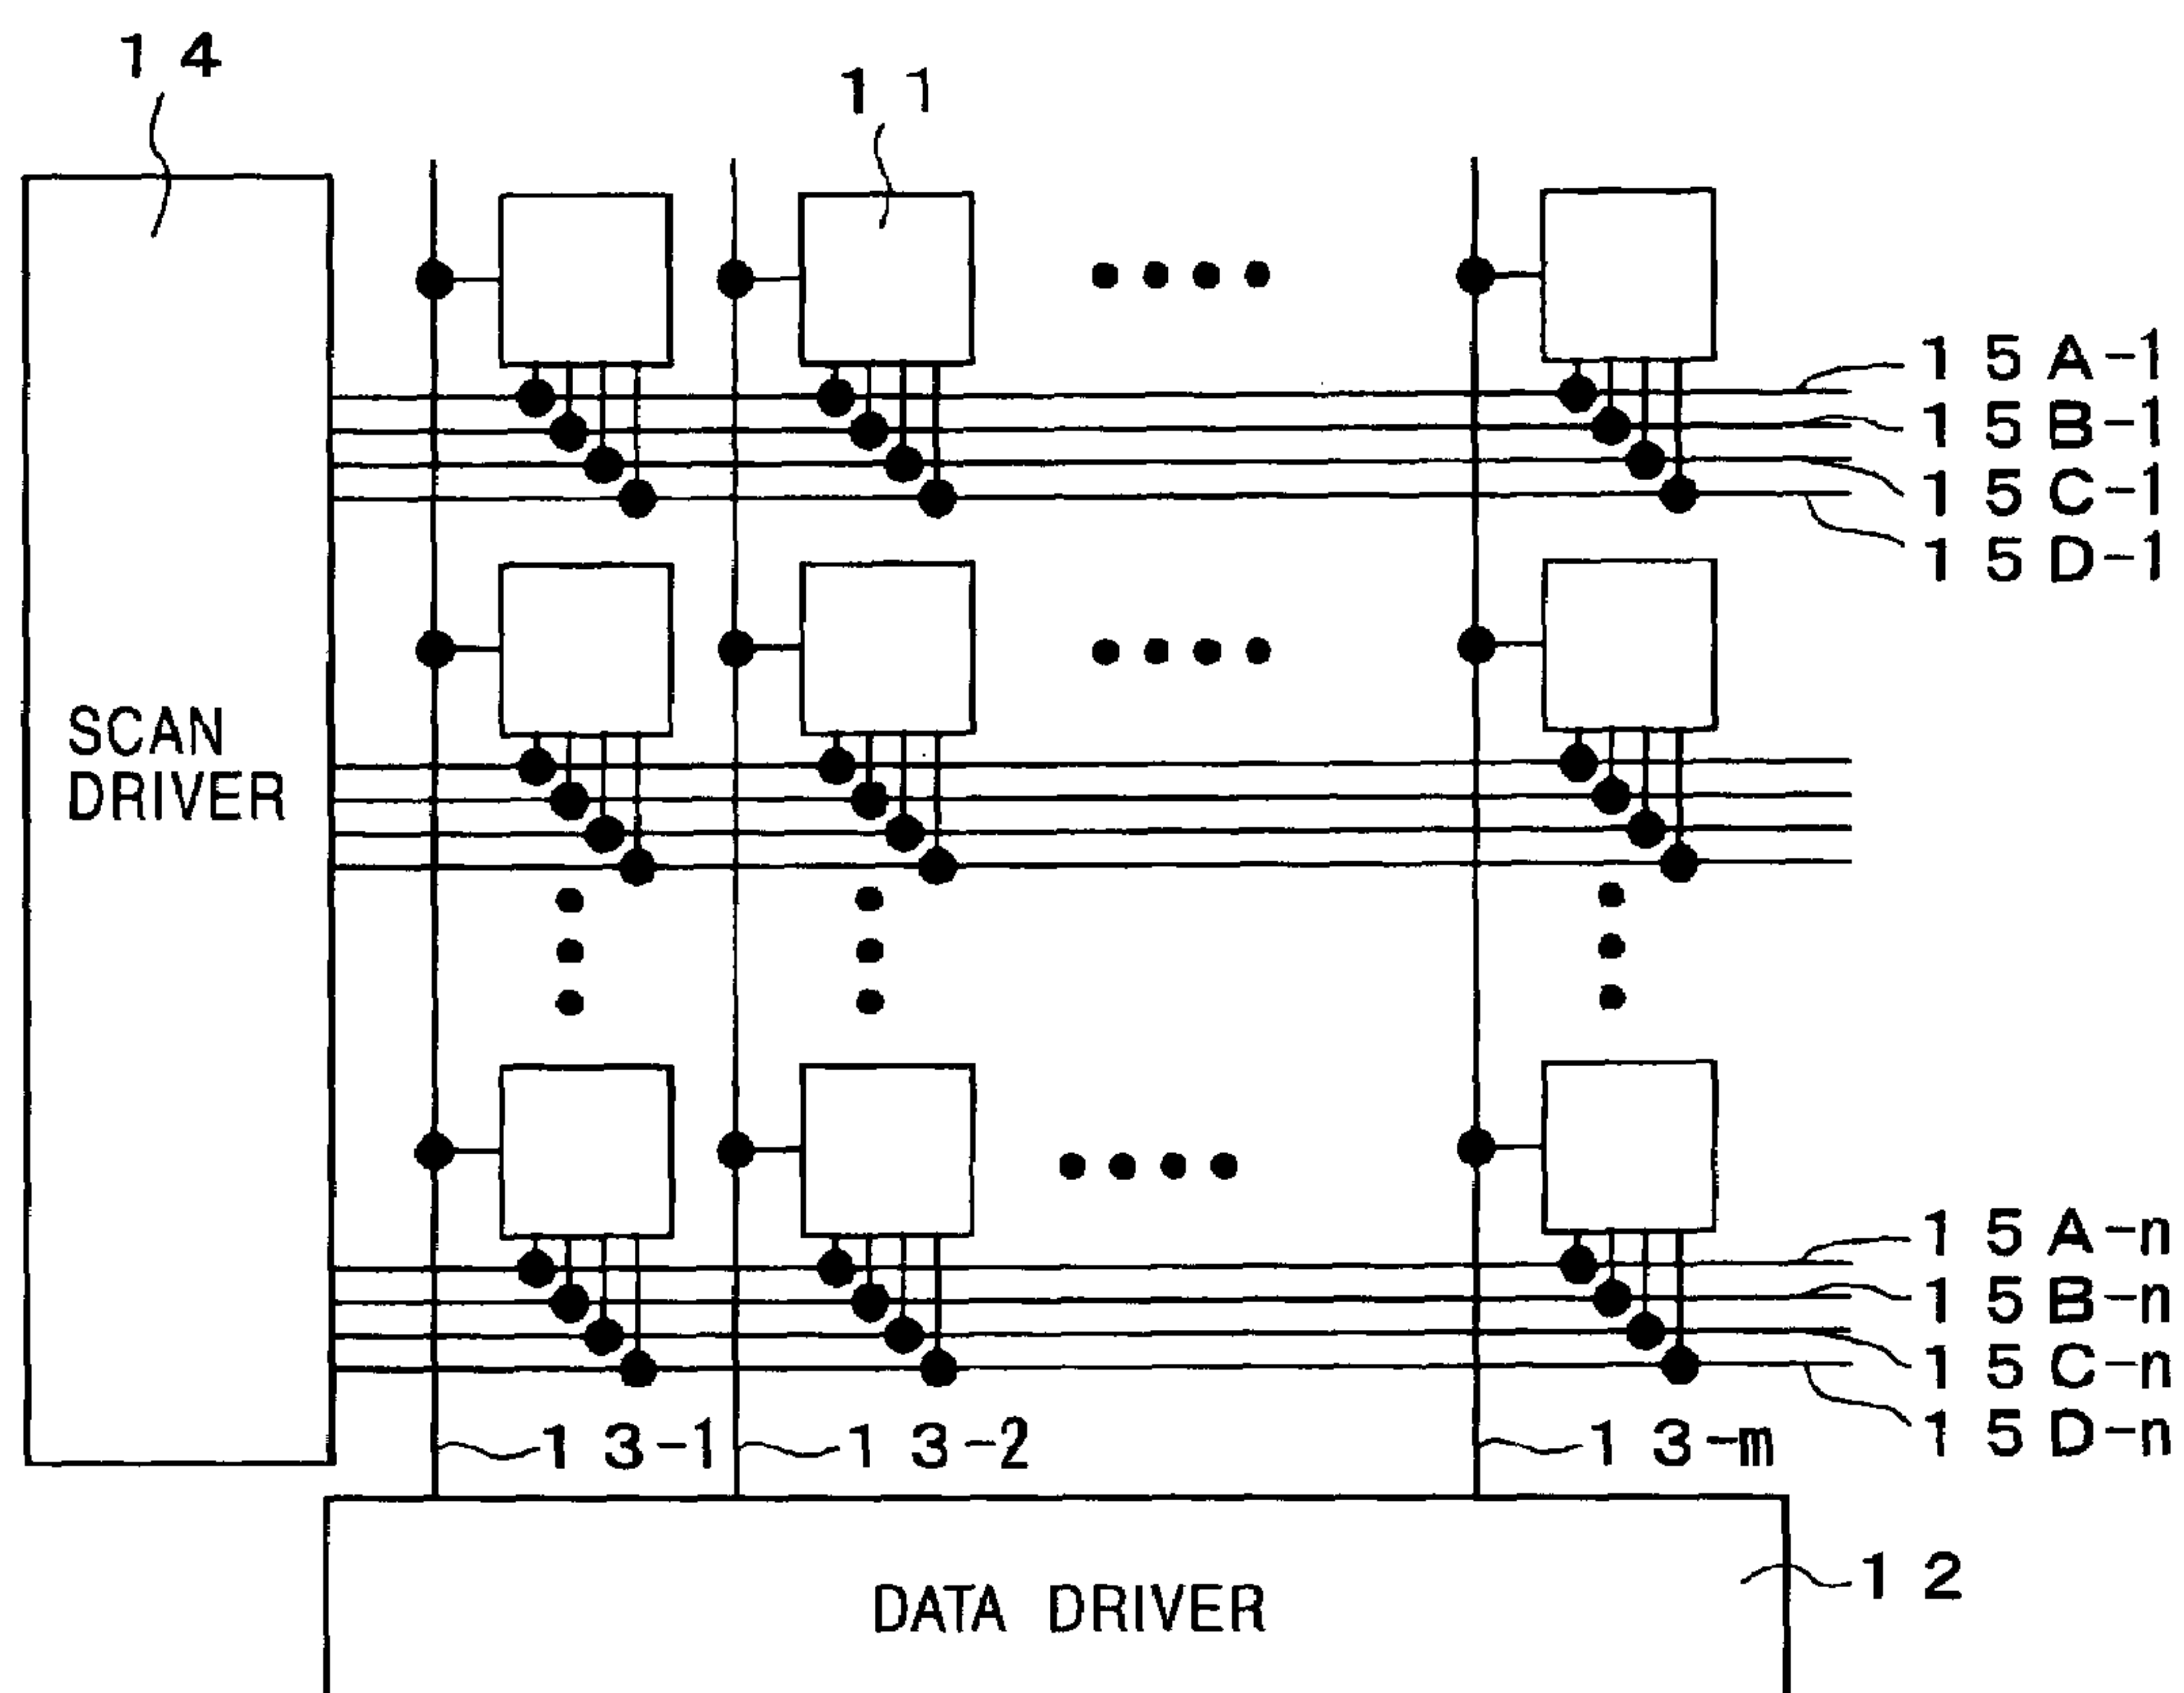 14
11
15A-1
15B-1
15C-1
15D-1
SCAN
DRIVER
15A-n
15B-n
15C-n
15D-n
13-1
13-2
13-m
12
DATA DRIVER